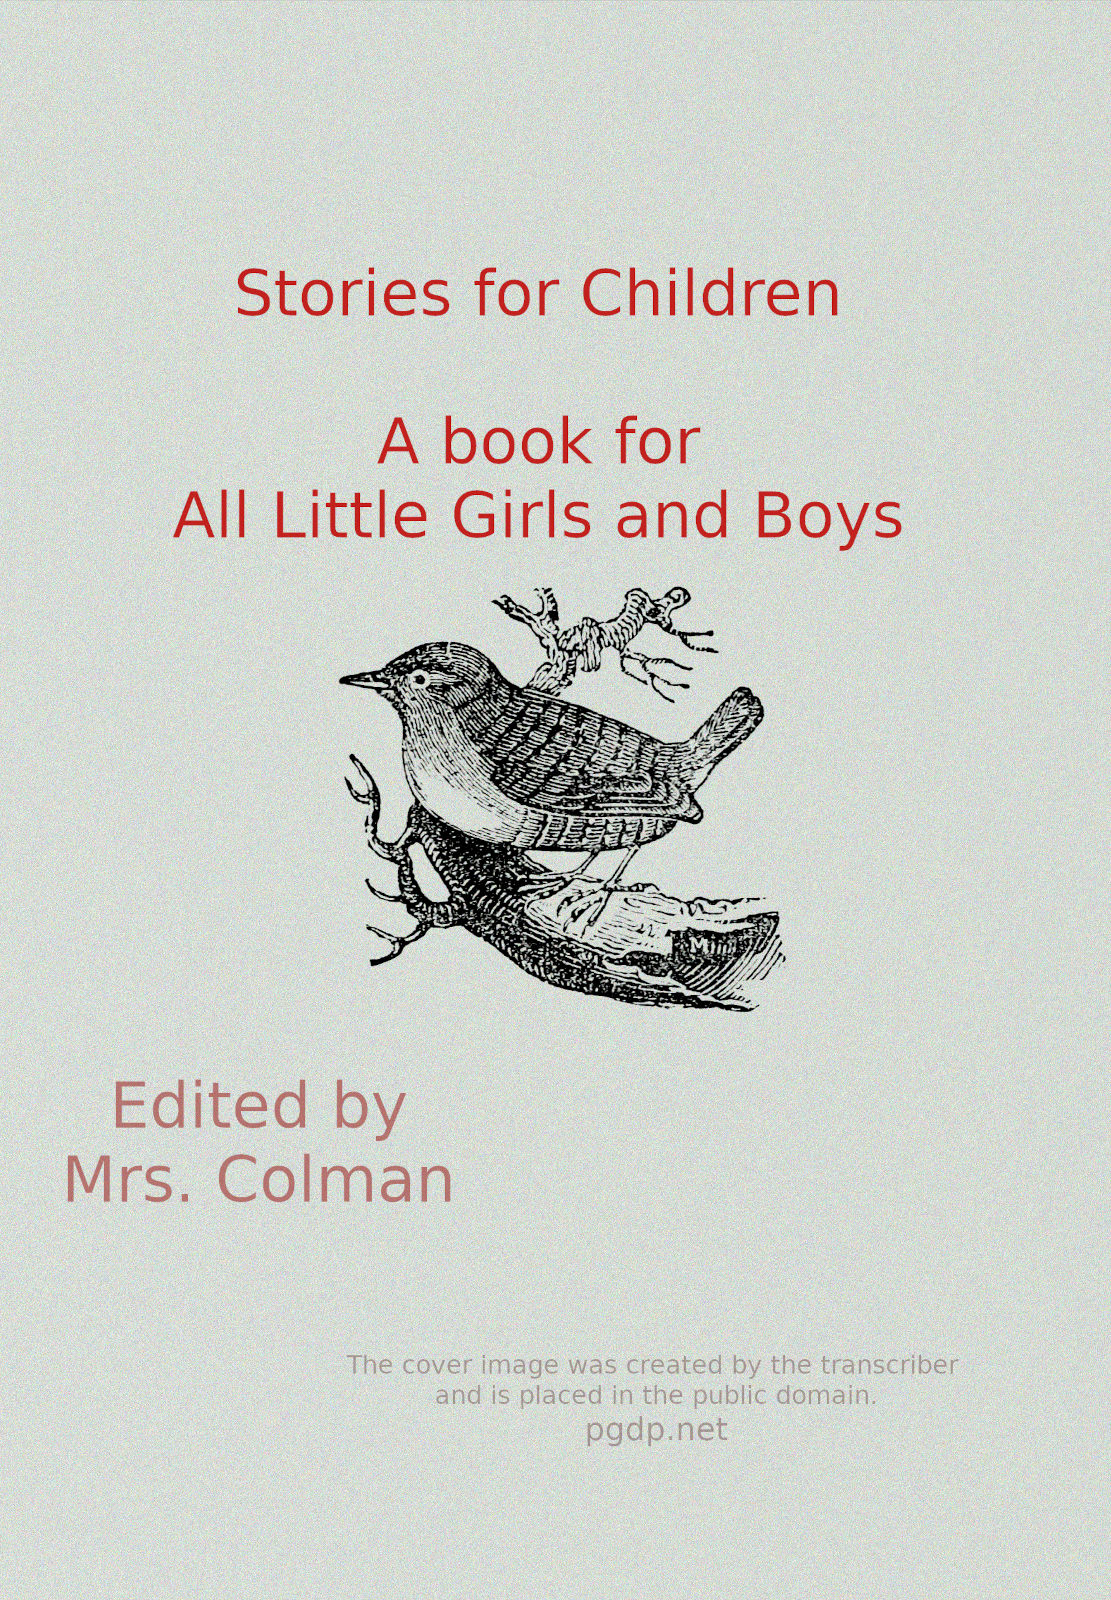 Stories for Children
A book for
All Little Girls and Boys
Edited by
Mrs. Colman
The cover image was created by the transcriber
and is placed in the public domain.
pgdp.net